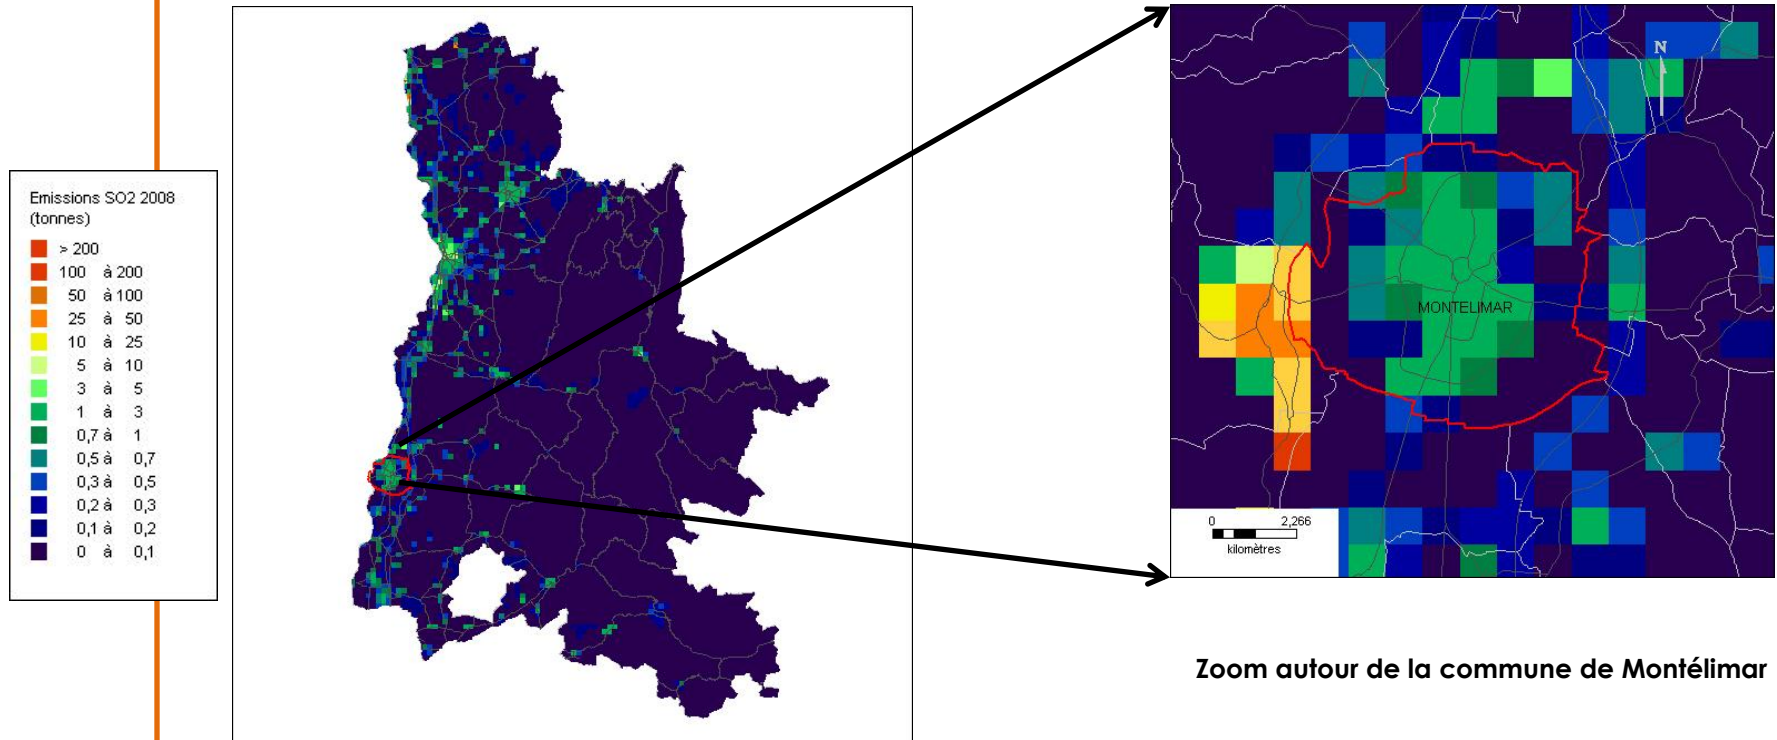 Emissions SO2 2008
(tonnes)
> 200
100 à 200
50 à 100
25 à 50
10 à 25
5 à 10
3 à 5
1 à 3
0,7 à 1
0,5 à 0,7
0,3 à 0,5
0,2 à 0,3
0,1 à 0,2
0 à 0,1
N
MONTELIMAR
0 2,266
kilomètres
Zoom autour de la commune de Montélimar